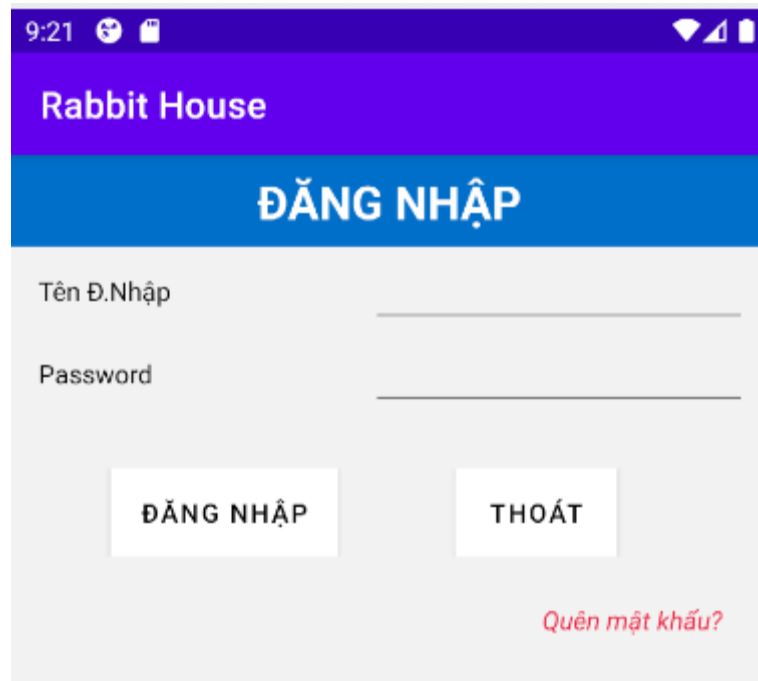 9:21
Rabbit House
ĐĂNG NHẬP
Tên Đ.Nhập
Password
ĐĂNG NHẬP THOÁT
Quên mật khẩu?